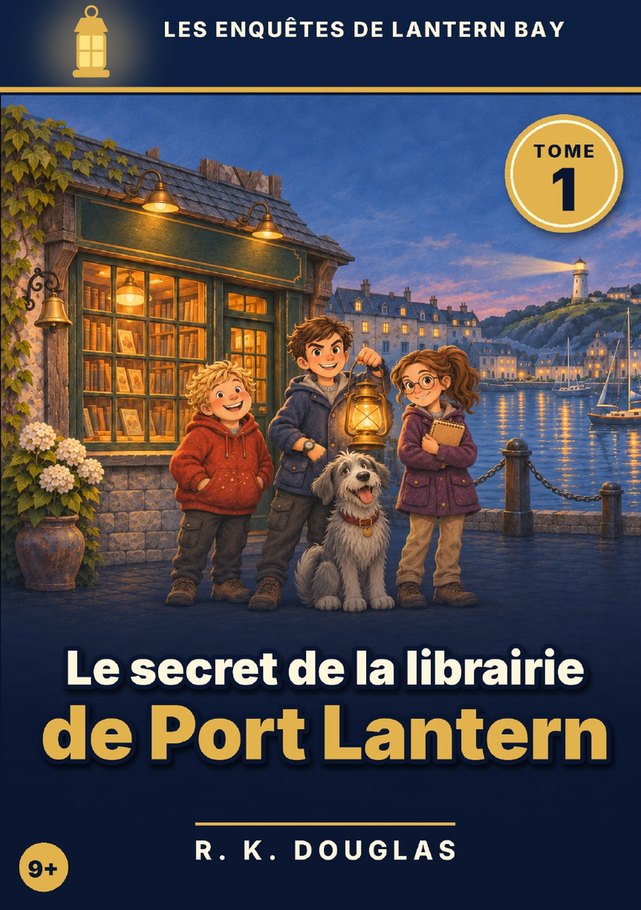 LES ENQUÊTES DE LANTERN BAY
TOME
1
Le secret de la librairie
de Port Lantern
R. K. DOUGLAS
9+